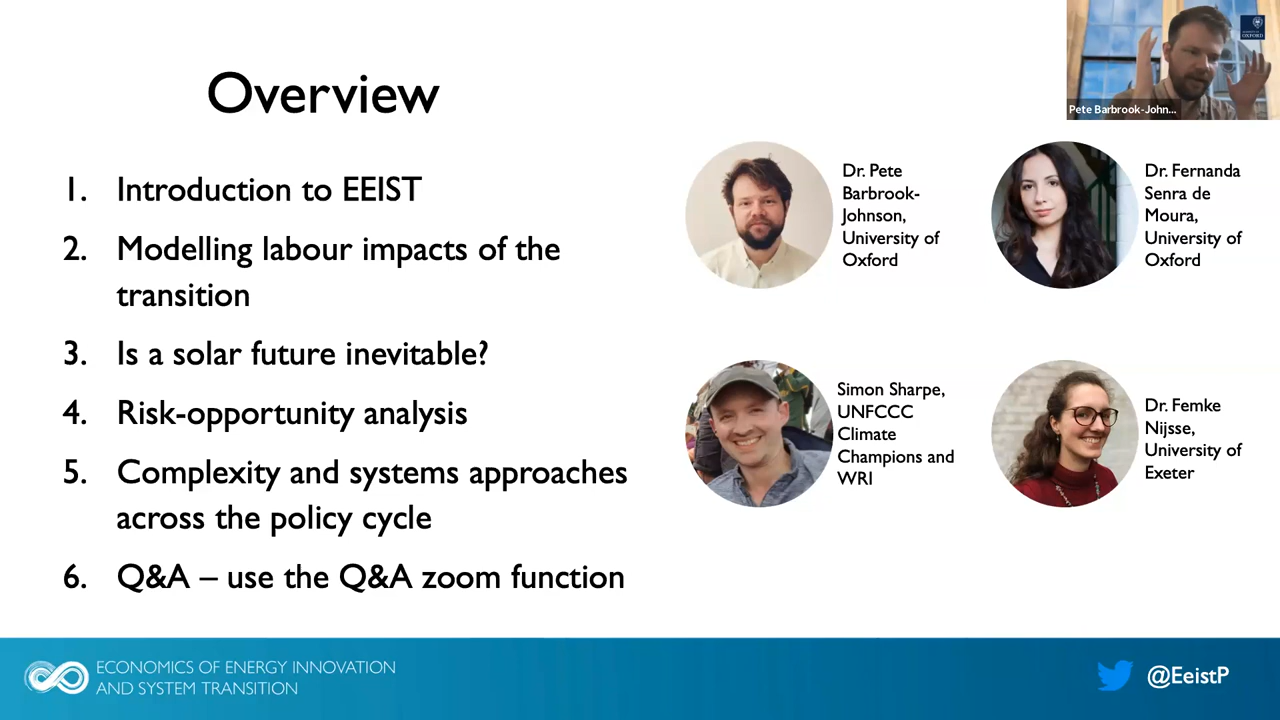 Overview
1. Introduction to EEIST
2. Modelling labour impacts of the
transition
3. Is a solar future inevitable?
4. Risk-opportunity analysis
5. Complexity and systems approaches
across the policy cycle
6. Q&A – use the Q&A zoom function
Dr. Pete
Barbrook-
Johnson,
University of
Oxford
Dr. Fernanda
Senra de
Moura,
University of
Oxford
Simon Sharpe,
UNFCCC
Climate
Champions and
WRI
Dr. Femke
Nijsse,
University of
Exeter
OXFORD
Pete Barbrook-John...
ECONOMICS OF ENERGY INNOVATION
AND SYSTEM TRANSITION
@EeistP